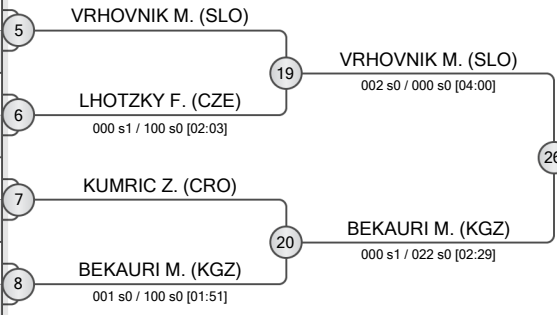 VRHOVNIK M. (SLO)
5
19
VRHOVNIK M. (SLO)
002 s0 / 000 s0 [04:00]
LHOTZKY F. (CZE)
6
000 s1 / 100 s0 [02:03]
26
KUMRIC Z. (CRO)
7
20
BEKAURI M. (KGZ)
000 s1 / 022 s0 [02:29]
BEKAURI M. (KGZ)
8
001 s0 / 100 s0 [01:51]